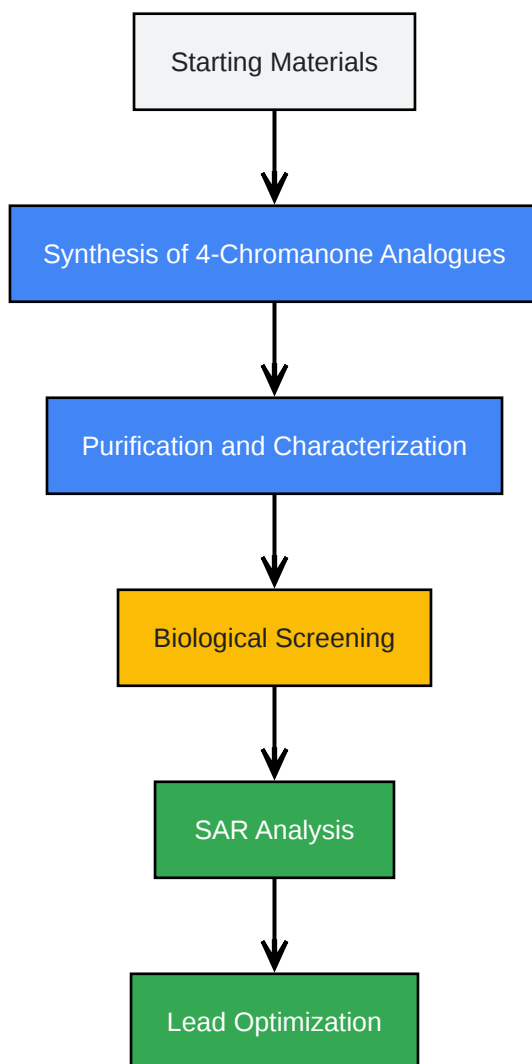 Starting Materials
Synthesis of 4-Chromanone Analogues
Purification and Characterization
Biological Screening
SAR Analysis
Lead Optimization